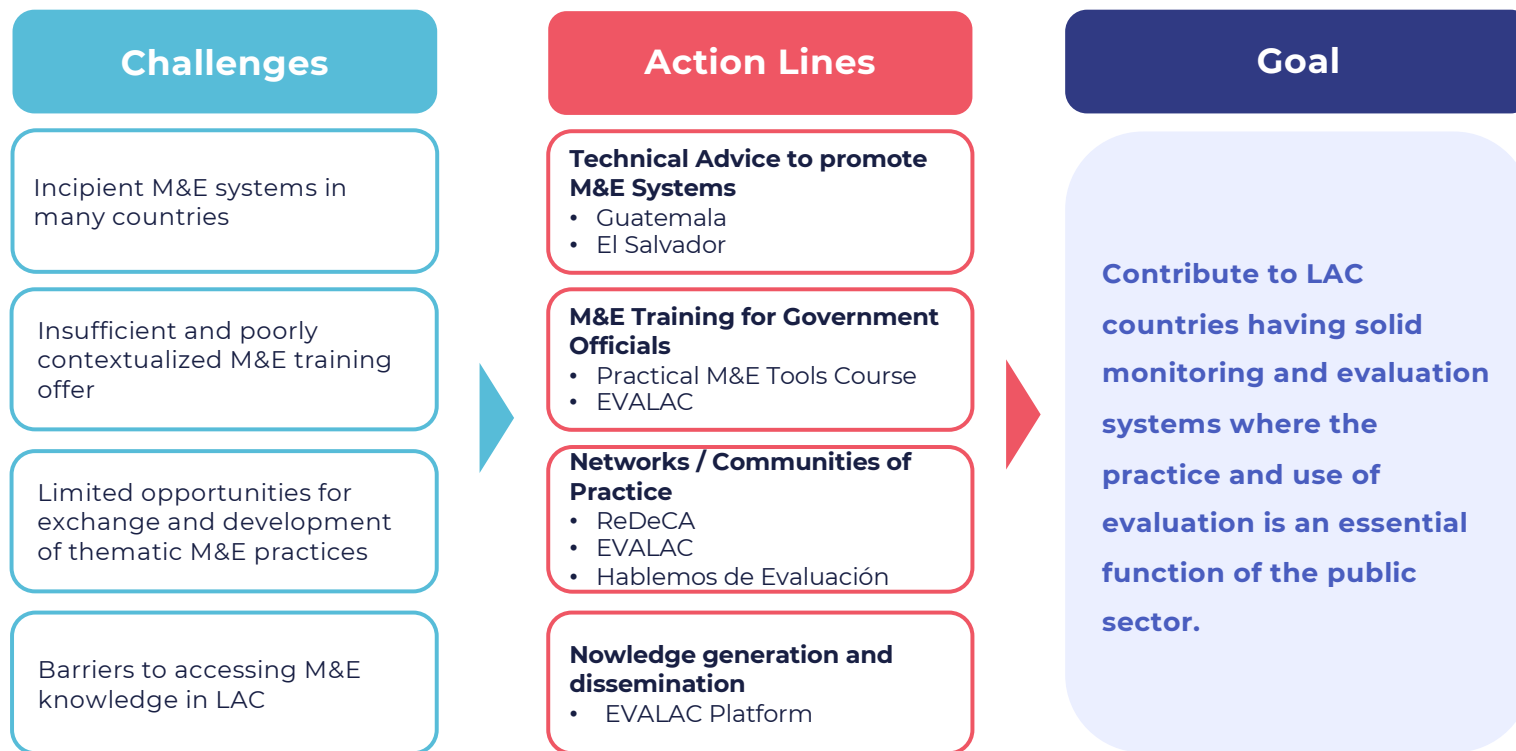 Challenges
Incipient M&E systems in
many countries
Insufficient and poorly
contextualized M&E training
offer
Limited opportunities for
exchange and development
of thematic M&E practices
Barriers to accessing M&E
knowledge in LAC
Action Lines
Technical Advice to promote
M&E Systems
• Guatemala
• El Salvador
M&E Training for Government
Officials
• Practical M&E Tools Course
• EVALAC
Networks / Communities of
Practice
• ReDeCA
• EVALAC
• Hablemos de Evaluación
Nowledge generation and
dissemination
• EVALAC Platform
Goal
Contribute to LAC
countries having solid
monitoring and evaluation
systems where the
practice and use of
evaluation is an essential
function of the public
sector.